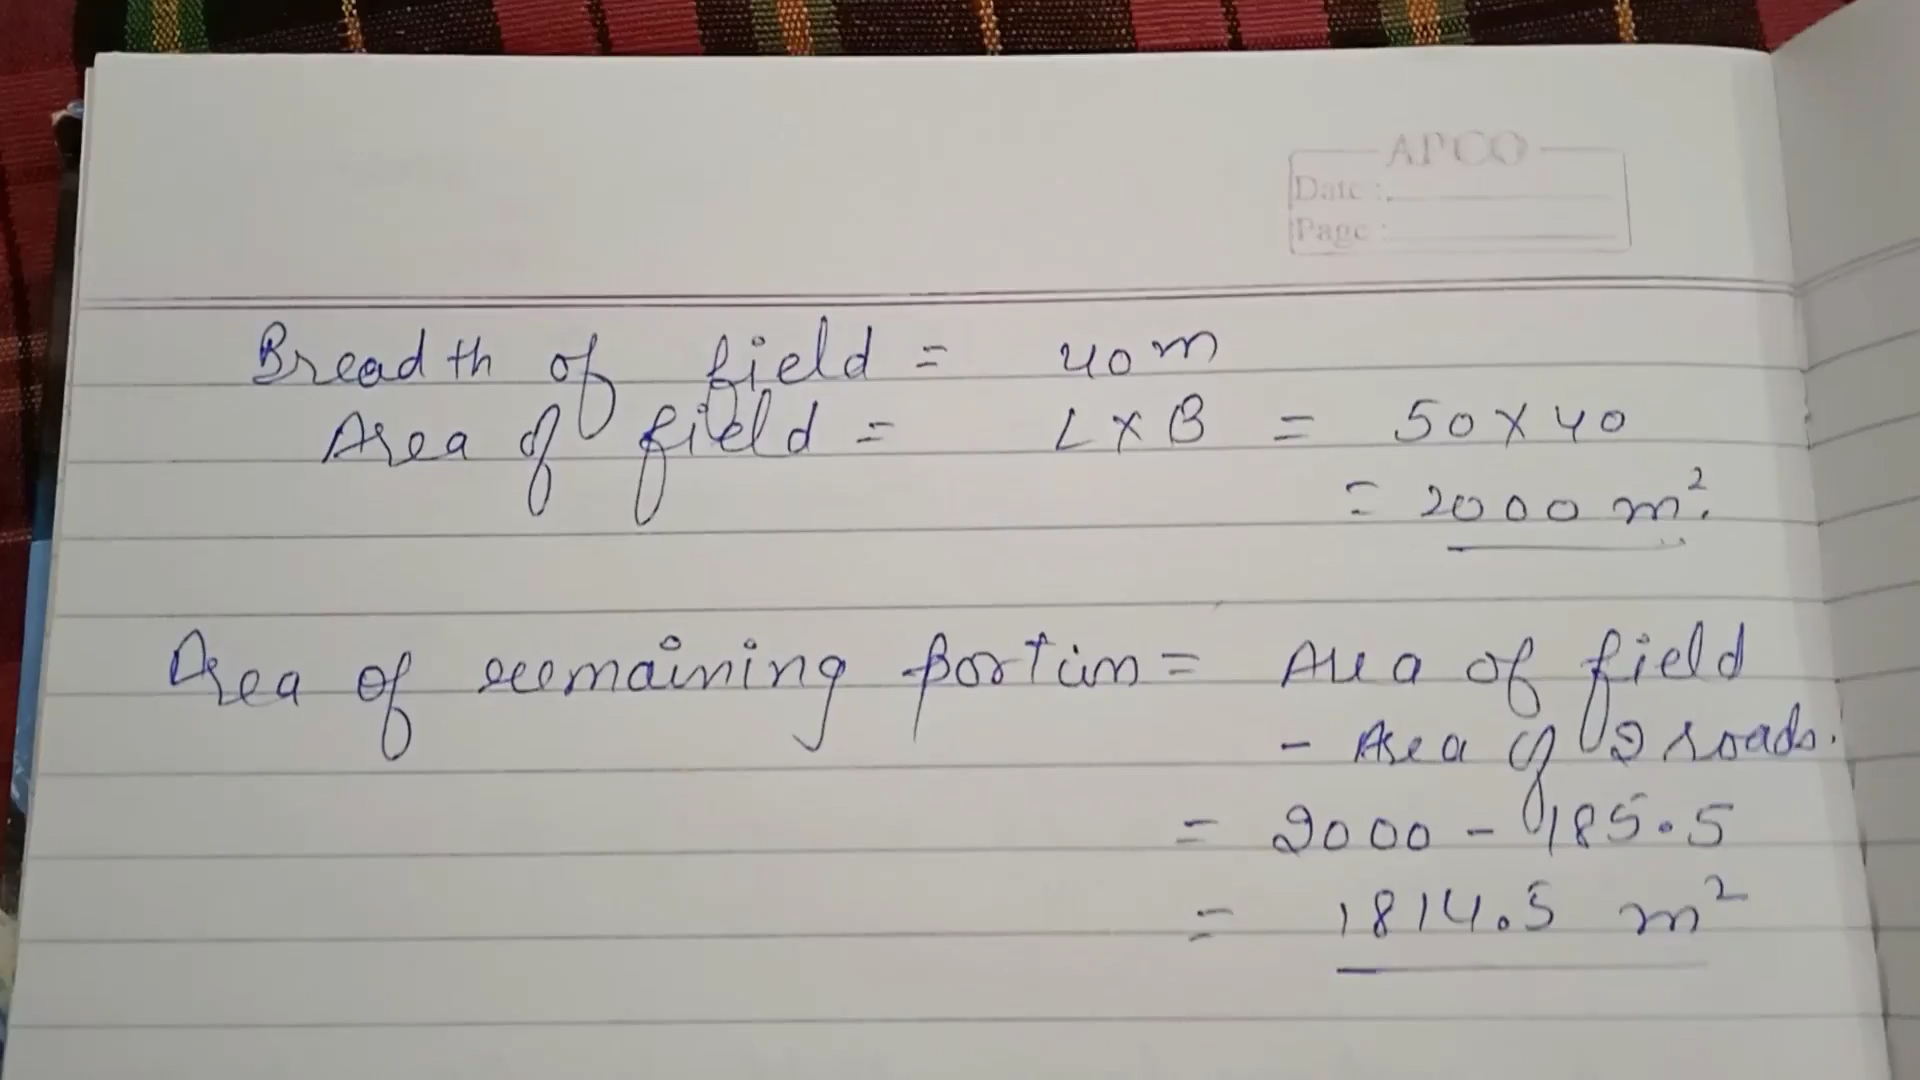 APCO
Date :
Page :
Breadth of field = 40 m
Area of field = L x B = 50 x 40
= 2000 m².
Area of remaining portion = Area of field
- Area of 2 roads.
= 2000 - 185.5
= 1814.5 m²